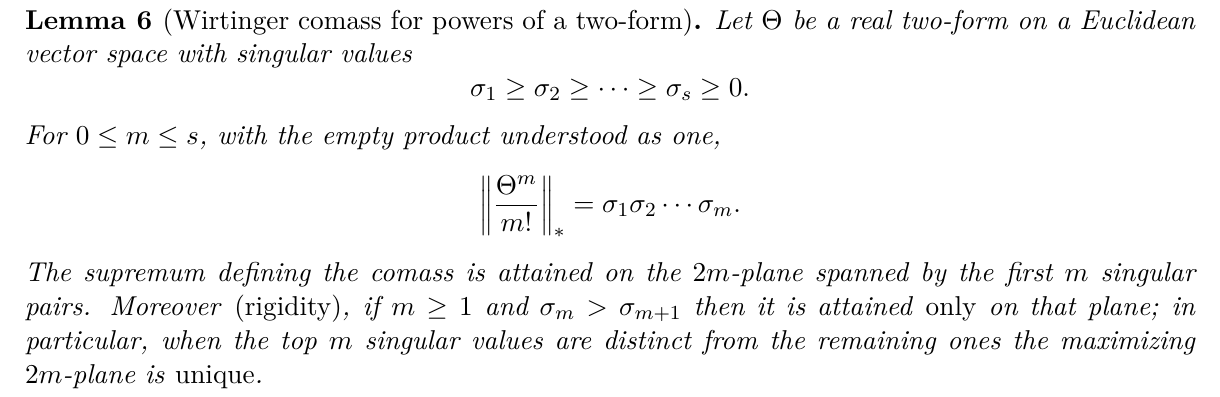 Lemma 6 (Wirtinger comass for powers of a two-form). Let Θ be a real two-form on a Euclidean
vector space with singular values
σ₁ ≥ σ₂ ≥ ⋯ ≥ σₛ ≥ 0.
For 0 ≤ m ≤ s, with the empty product understood as one,
‖Θᵐ/m!‖₊ = σ₁σ₂ ⋯ σₘ.
The supremum defining the comass is attained on the 2m-plane spanned by the first m singular
pairs. Moreover (rigidity), if m ≥ 1 and σₘ > σₘ₊₁ then it is attained only on that plane; in
particular, when the top m singular values are distinct from the remaining ones the maximizing
2m-plane is unique.